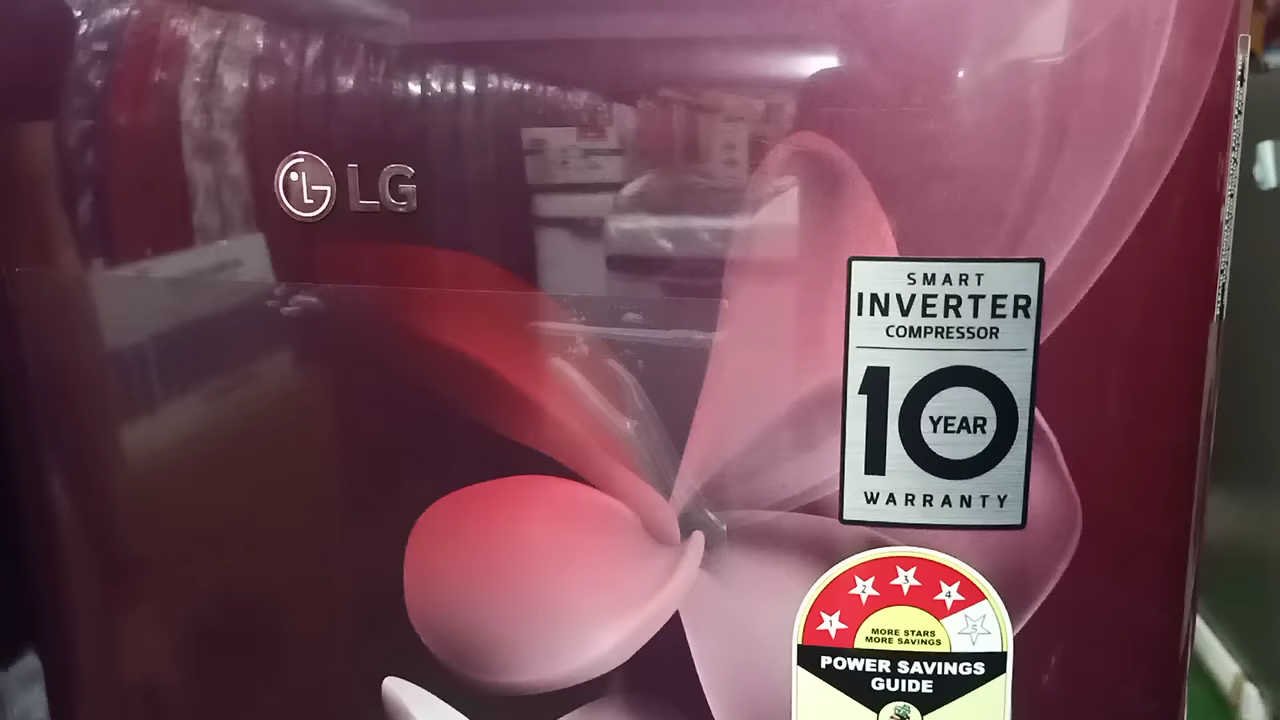 LG
SMART
INVERTER
COMPRESSOR
10
YEAR
WARRANTY
1 2 3 4 5
MORE STARS
MORE SAVINGS
POWER SAVINGS
GUIDE